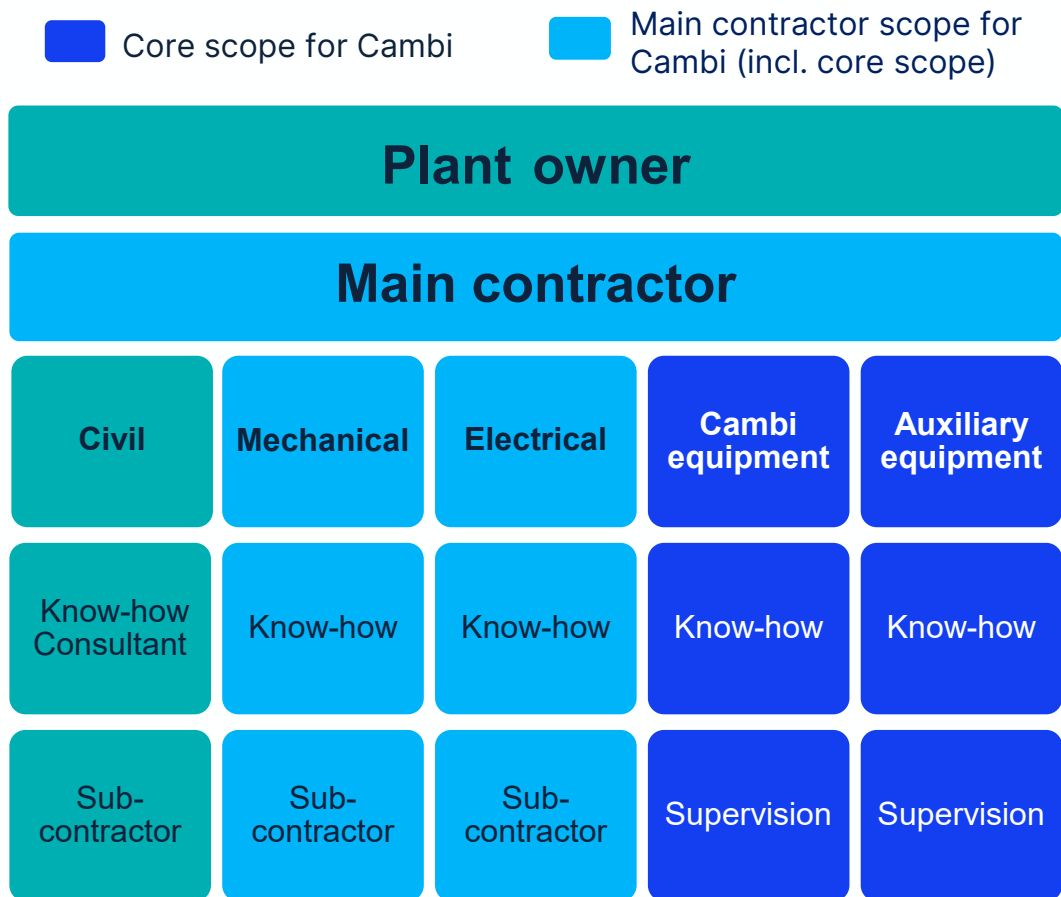 Core scope for Cambi
Main contractor scope for
Cambi (incl. core scope)
Plant owner
Main contractor
Civil
Mechanical
Electrical
Cambi
equipment
Auxiliary
equipment
Know-how
Consultant
Know-how
Know-how
Know-how
Know-how
Sub-
contractor
Sub-
contractor
Sub-
contractor
Supervision
Supervision